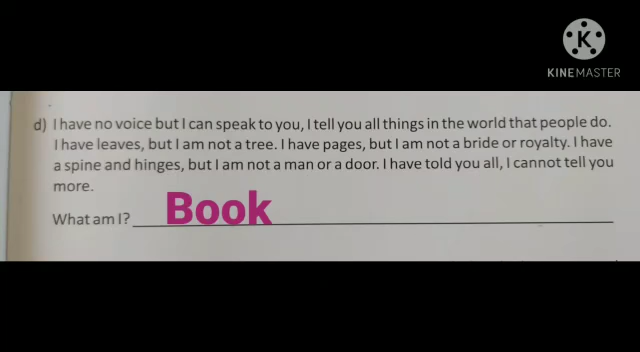 KINEMASTER
d) I have no voice but I can speak to you, I tell you all things in the world that people do.
I have leaves, but I am not a tree. I have pages, but I am not a bride or royalty. I have
a spine and hinges, but I am not a man or a door. I have told you all, I cannot tell you
more.
What am I? Book